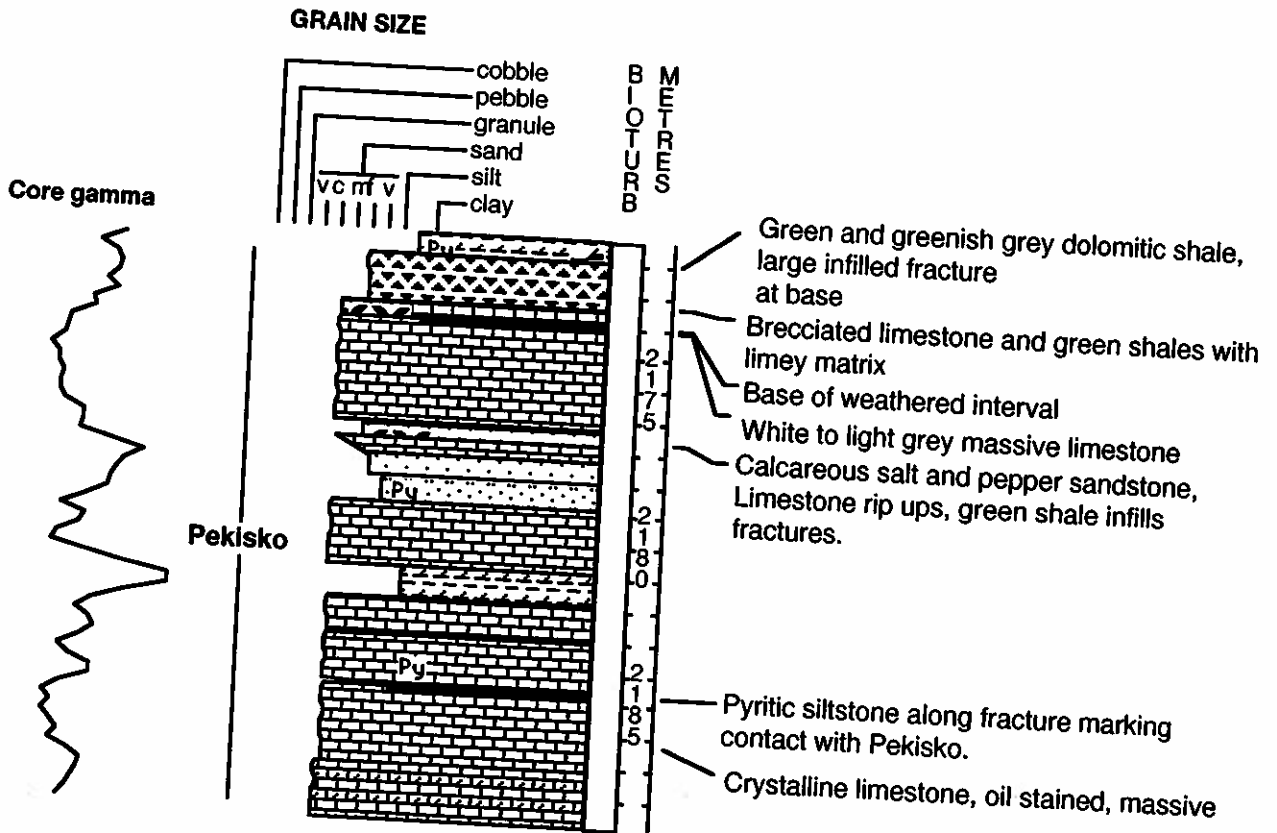 GRAIN SIZE
cobble
pebble
granule
sand
silt
clay
v c m f v
BIOTURB
METRES
Core gamma
Pekisko
Py
Py
Py
2175
2180
2185
Green and greenish grey dolomitic shale,
large infilled fracture
at base
Brecciated limestone and green shales with
limey matrix
Base of weathered interval
White to light grey massive limestone
Calcareous salt and pepper sandstone,
Limestone rip ups, green shale infills
fractures.
Pyritic siltstone along fracture marking
contact with Pekisko.
Crystalline limestone, oil stained, massive